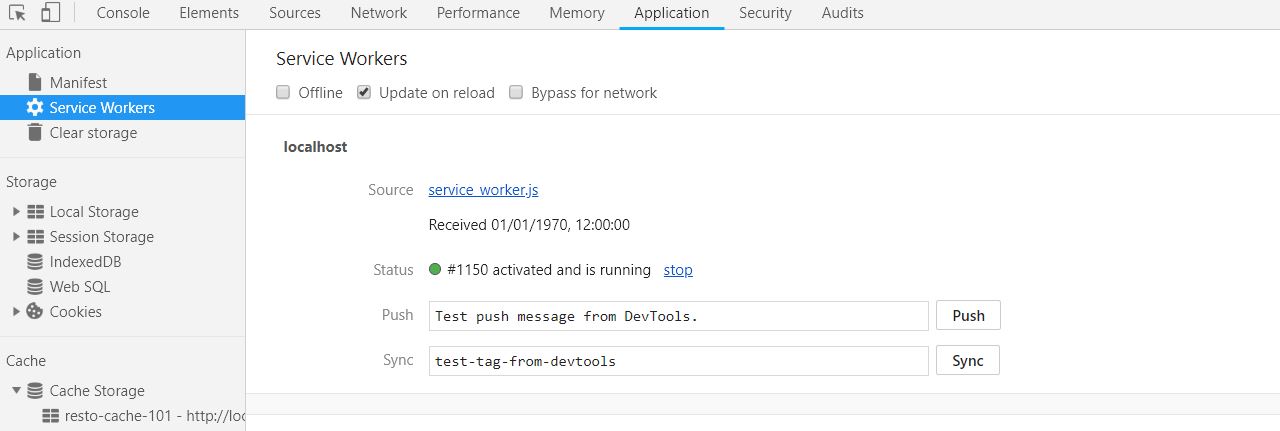 Console Elements Sources Network Performance Memory Application Security Audits
Application
Manifest
Service Workers
Clear storage
Storage
Local Storage
Session Storage
IndexedDB
Web SQL
Cookies
Cache
Cache Storage
resto-cache-101 - http://loc
Service Workers
Offline Update on reload Bypass for network
localhost
Source service_worker.js
Received 01/01/1970, 12:00:00
Status #1150 activated and is running stop
Push Test push message from DevTools. Push
Sync test-tag-from-devtools Sync